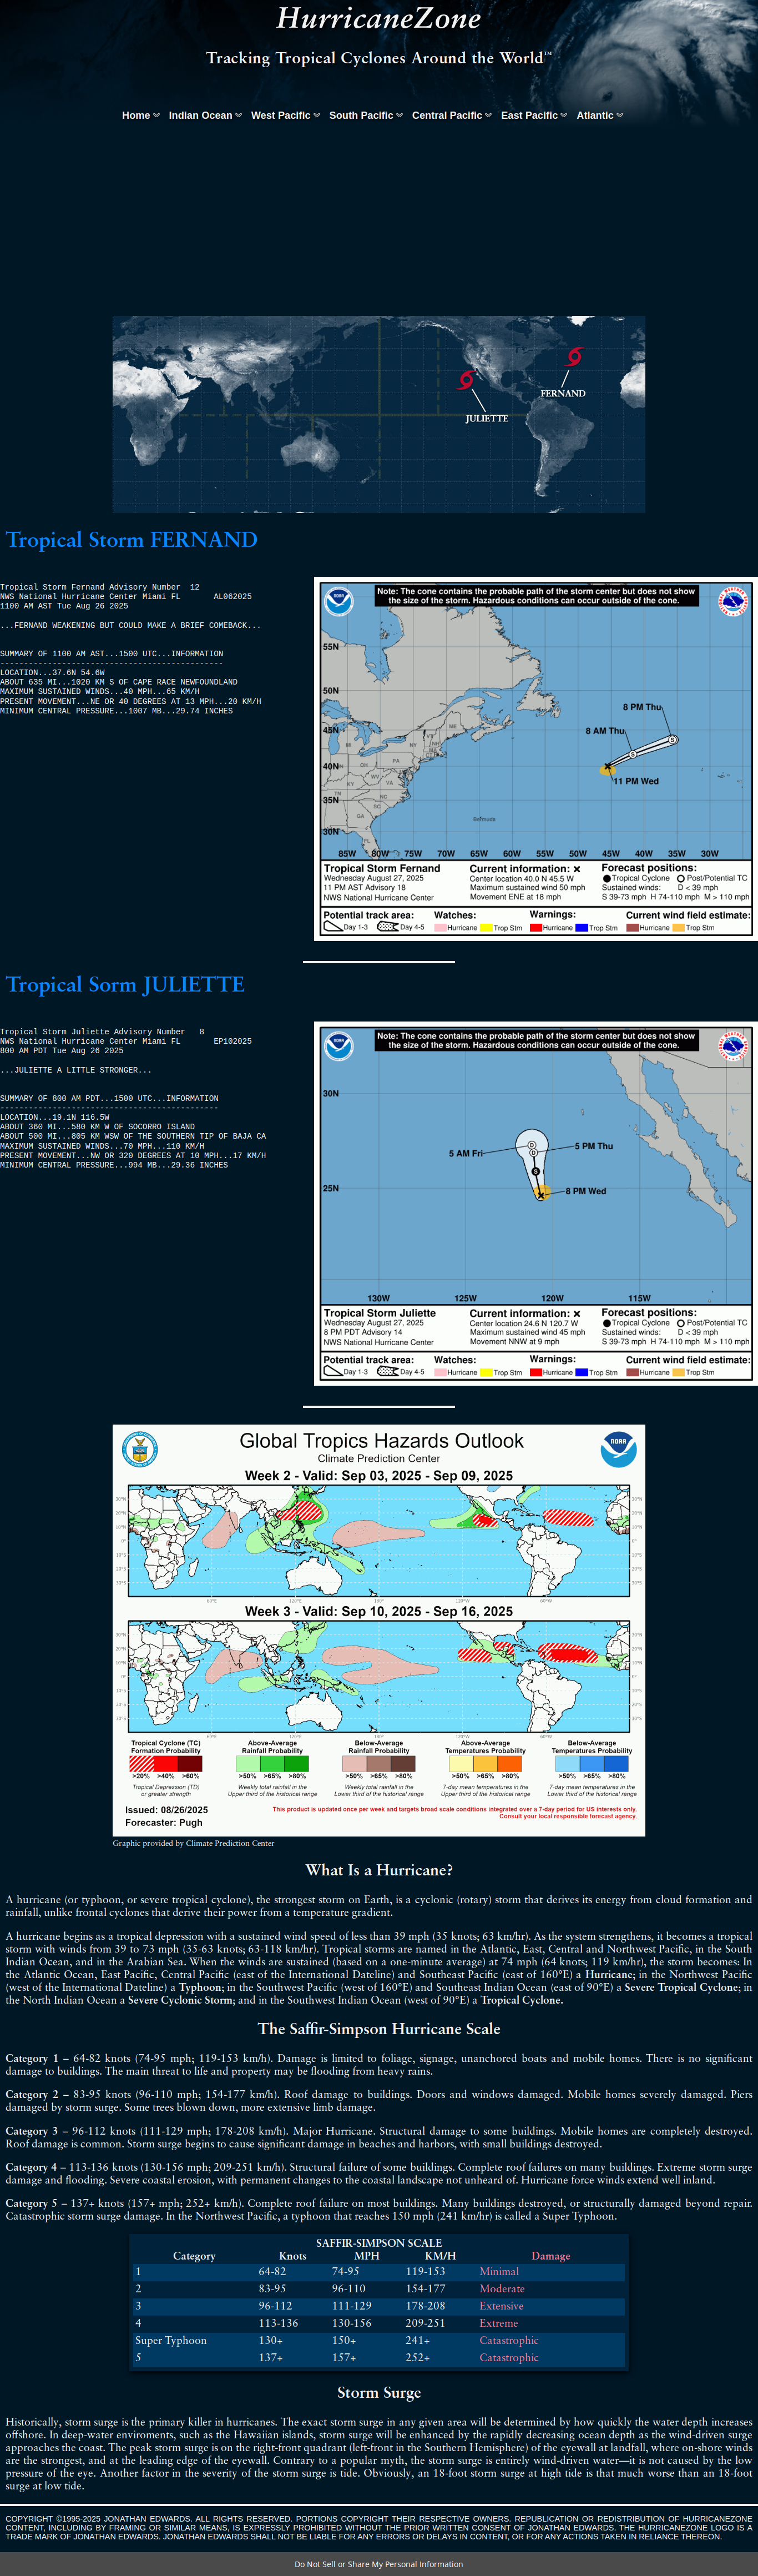 HurricaneZone
Tracking Tropical Cyclones Around the World™
Home Indian Ocean West Pacific South Pacific Central Pacific East Pacific Atlantic
FERNAND
JULIETTE
Tropical Storm FERNAND
Tropical Storm Fernand Advisory Number 12
NWS National Hurricane Center Miami FL AL062025
1100 AM AST Tue Aug 26 2025
...FERNAND WEAKENING BUT COULD MAKE A BRIEF COMEBACK...
SUMMARY OF 1100 AM AST...1500 UTC...INFORMATION
-----------------------------------------------
LOCATION...37.6N 54.6W
ABOUT 635 MI...1020 KM S OF CAPE RACE NEWFOUNDLAND
MAXIMUM SUSTAINED WINDS...40 MPH...65 KM/H
PRESENT MOVEMENT...NE OR 40 DEGREES AT 13 MPH...20 KM/H
MINIMUM CENTRAL PRESSURE...1007 MB...29.74 INCHES
Note: The cone contains the probable path of the storm center but does not show
the size of the storm. Hazardous conditions can occur outside of the cone.
55N
50N
8 PM Thu
45N
8 AM Thu
40N
11 PM Wed
35N
Bermuda
30N
85W 80W 75W 70W 65W 60W 55W 50W 45W 40W 35W 30W
Tropical Storm Fernand Current information: x Forecast positions:
Wednesday August 27, 2025 Center location 40.0 N 45.5 W Tropical Cyclone Post/Potential TC
11 PM AST Advisory 18 Maximum sustained wind 50 mph Sustained winds: D < 39 mph
NWS National Hurricane Center Movement ENE at 18 mph S 39-73 mph H 74-110 mph M > 110 mph
Potential track area: Watches: Warnings: Current wind field estimate:
Day 1-3 Day 4-5 Hurricane Trop Stm Hurricane Trop Stm Hurricane Trop Stm
Tropical Sorm JULIETTE
Tropical Storm Juliette Advisory Number 8
NWS National Hurricane Center Miami FL EP102025
800 AM PDT Tue Aug 26 2025
...JULIETTE A LITTLE STRONGER...
SUMMARY OF 800 AM PDT...1500 UTC...INFORMATION
----------------------------------------------
LOCATION...19.1N 116.5W
ABOUT 360 MI...580 KM W OF SOCORRO ISLAND
ABOUT 500 MI...805 KM WSW OF THE SOUTHERN TIP OF BAJA CA
MAXIMUM SUSTAINED WINDS...70 MPH...110 KM/H
PRESENT MOVEMENT...NW OR 320 DEGREES AT 10 MPH...17 KM/H
MINIMUM CENTRAL PRESSURE...994 MB...29.36 INCHES
Note: The cone contains the probable path of the storm center but does not show
the size of the storm. Hazardous conditions can occur outside of the cone.
30N
5 AM Fri
5 PM Thu
25N
8 PM Wed
130W 125W 120W 115W
Tropical Storm Juliette Current information: x Forecast positions:
Wednesday August 27, 2025 Center location 24.6 N 120.7 W Tropical Cyclone Post/Potential TC
8 PM PDT Advisory 14 Maximum sustained wind 45 mph Sustained winds: D < 39 mph
NWS National Hurricane Center Movement NNW at 9 mph S 39-73 mph H 74-110 mph M > 110 mph
Potential track area: Watches: Warnings: Current wind field estimate:
Day 1-3 Day 4-5 Hurricane Trop Stm Hurricane Trop Stm Hurricane Trop Stm
Global Tropics Hazards Outlook
Climate Prediction Center
NOAA
Week 2 - Valid: Sep 03, 2025 - Sep 09, 2025
Week 3 - Valid: Sep 10, 2025 - Sep 16, 2025
Tropical Cyclone (TC) Above-Average Below-Average Above-Average Below-Average
Formation Probability Rainfall Probability Rainfall Probability Temperatures Probability Temperatures Probability
>20% >40% >60% >50% >65% >80% >50% >65% >80% >50% >65% >80% >50% >65% >80%
Tropical Depression (TD) Weekly total rainfall in the Weekly total rainfall in the 7-day mean temperatures in the 7-day mean temperatures in the
or greater strength Upper third of the historical range Lower third of the historical range Upper third of the historical range Lower third of the historical range
Issued: 08/26/2025
Forecaster: Pugh
This product is updated once per week and targets broad scale conditions integrated over a 7-day period for US interests only.
Consult your local responsible forecast agency.
Graphic provided by Climate Prediction Center
What Is a Hurricane?
A hurricane (or typhoon, or severe tropical cyclone), the strongest storm on Earth, is a cyclonic (rotary) storm that derives its energy from cloud formation and
rainfall, unlike frontal cyclones that derive their power from a temperature gradient.
A hurricane begins as a tropical depression with a sustained wind speed of less than 39 mph (35 knots; 63 km/hr). As the system strengthens, it becomes a tropical
storm with winds from 39 to 73 mph (35-63 knots; 63-118 km/hr). Tropical storms are named in the Atlantic, East, Central and Northwest Pacific, in the South
Indian Ocean, and in the Arabian Sea. When the winds are sustained (based on a one-minute average) at 74 mph (64 knots; 119 km/hr), the storm becomes: In
the Atlantic Ocean, East Pacific, Central Pacific (east of the International Dateline) and Southeast Pacific (east of 160°E) a Hurricane; in the Northwest Pacific
(west of the International Dateline) a Typhoon; in the Southwest Pacific (west of 160°E) and Southeast Indian Ocean (east of 90°E) a Severe Tropical Cyclone; in
the North Indian Ocean a Severe Cyclonic Storm; and in the Southwest Indian Ocean (west of 90°E) a Tropical Cyclone.
The Saffir-Simpson Hurricane Scale
Category 1 – 64-82 knots (74-95 mph; 119-153 km/h). Damage is limited to foliage, signage, unanchored boats and mobile homes. There is no significant
damage to buildings. The main threat to life and property may be flooding from heavy rains.
Category 2 – 83-95 knots (96-110 mph; 154-177 km/h). Roof damage to buildings. Doors and windows damaged. Mobile homes severely damaged. Piers
damaged by storm surge. Some trees blown down, more extensive limb damage.
Category 3 – 96-112 knots (111-129 mph; 178-208 km/h). Major Hurricane. Structural damage to some buildings. Mobile homes are completely destroyed.
Roof damage is common. Storm surge begins to cause significant damage in beaches and harbors, with small buildings destroyed.
Category 4 – 113-136 knots (130-156 mph; 209-251 km/h). Structural failure of some buildings. Complete roof failures on many buildings. Extreme storm surge
damage and flooding. Severe coastal erosion, with permanent changes to the coastal landscape not unheard of. Hurricane force winds extend well inland.
Category 5 – 137+ knots (157+ mph; 252+ km/h). Complete roof failure on most buildings. Many buildings destroyed, or structurally damaged beyond repair.
Catastrophic storm surge damage. In the Northwest Pacific, a typhoon that reaches 150 mph (241 km/hr) is called a Super Typhoon.
SAFFIR-SIMPSON SCALE
Category Knots MPH KM/H Damage
1 64-82 74-95 119-153 Minimal
2 83-95 96-110 154-177 Moderate
3 96-112 111-129 178-208 Extensive
4 113-136 130-156 209-251 Extreme
Super Typhoon 130+ 150+ 241+ Catastrophic
5 137+ 157+ 252+ Catastrophic
Storm Surge
Historically, storm surge is the primary killer in hurricanes. The exact storm surge in any given area will be determined by how quickly the water depth increases
offshore. In deep-water enviroments, such as the Hawaiian islands, storm surge will be enhanced by the rapidly decreasing ocean depth as the wind-driven surge
approaches the coast. The peak storm surge is on the right-front quadrant (left-front in the Southern Hemisphere) of the eyewall at landfall, where on-shore winds
are the strongest, and at the leading edge of the eyewall. Contrary to a popular myth, the storm surge is entirely wind-driven water—it is not caused by the low
pressure of the eye. Another factor in the severity of the storm surge is tide. Obviously, an 18-foot storm surge at high tide is that much worse than an 18-foot
surge at low tide.
COPYRIGHT ©1995-2025 JONATHAN EDWARDS. ALL RIGHTS RESERVED. PORTIONS COPYRIGHT THEIR RESPECTIVE OWNERS. REPUBLICATION OR REDISTRIBUTION OF HURRICANEZONE
CONTENT, INCLUDING BY FRAMING OR SIMILAR MEANS, IS EXPRESSLY PROHIBITED WITHOUT THE PRIOR WRITTEN CONSENT OF JONATHAN EDWARDS. THE HURRICANEZONE LOGO IS A
TRADE MARK OF JONATHAN EDWARDS. JONATHAN EDWARDS SHALL NOT BE LIABLE FOR ANY ERRORS OR DELAYS IN CONTENT, OR FOR ANY ACTIONS TAKEN IN RELIANCE THEREON.
Do Not Sell or Share My Personal Information